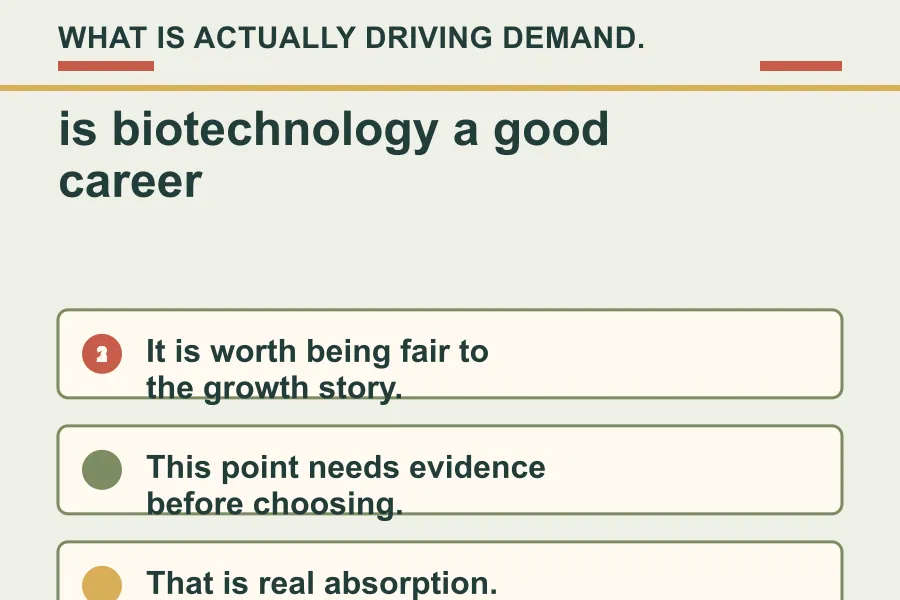 WHAT IS ACTUALLY DRIVING DEMAND.
is biotechnology a good
career
It is worth being fair to
the growth story.
This point needs evidence
before choosing.
That is real absorption.